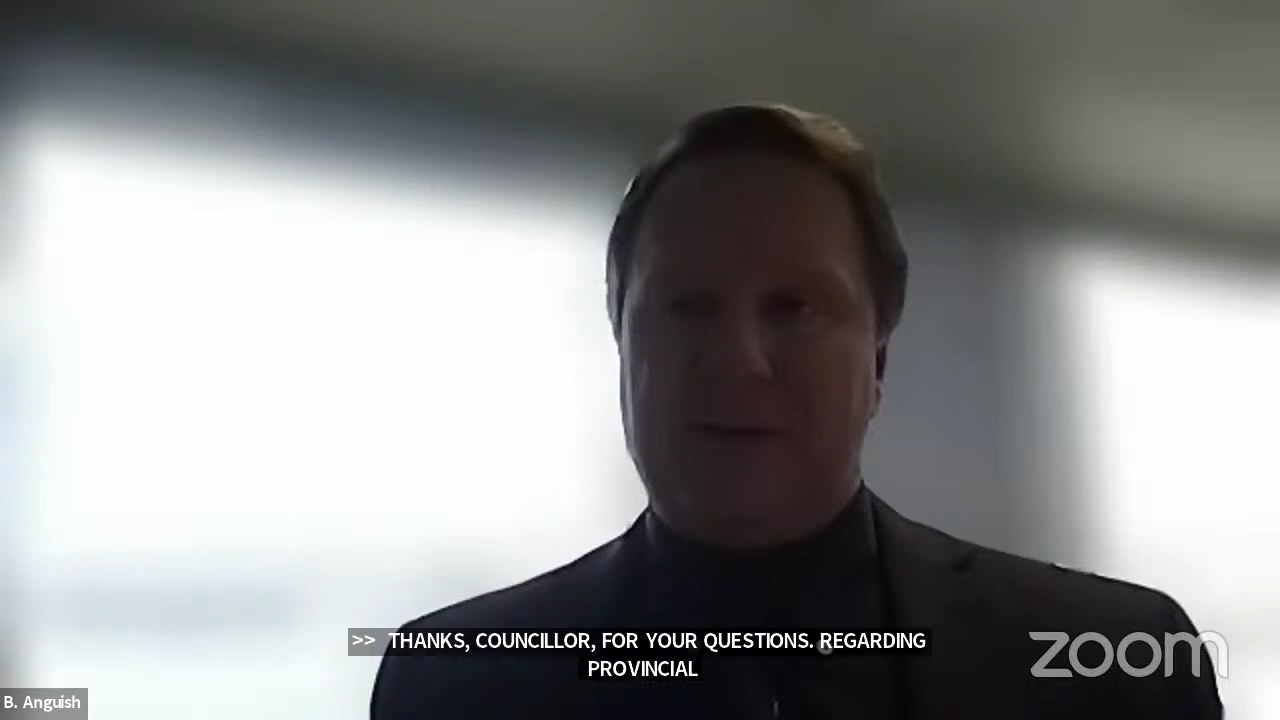 >> THANKS, COUNCILLOR, FOR YOUR QUESTIONS. REGARDING
PROVINCIAL
zoom
B. Anguish